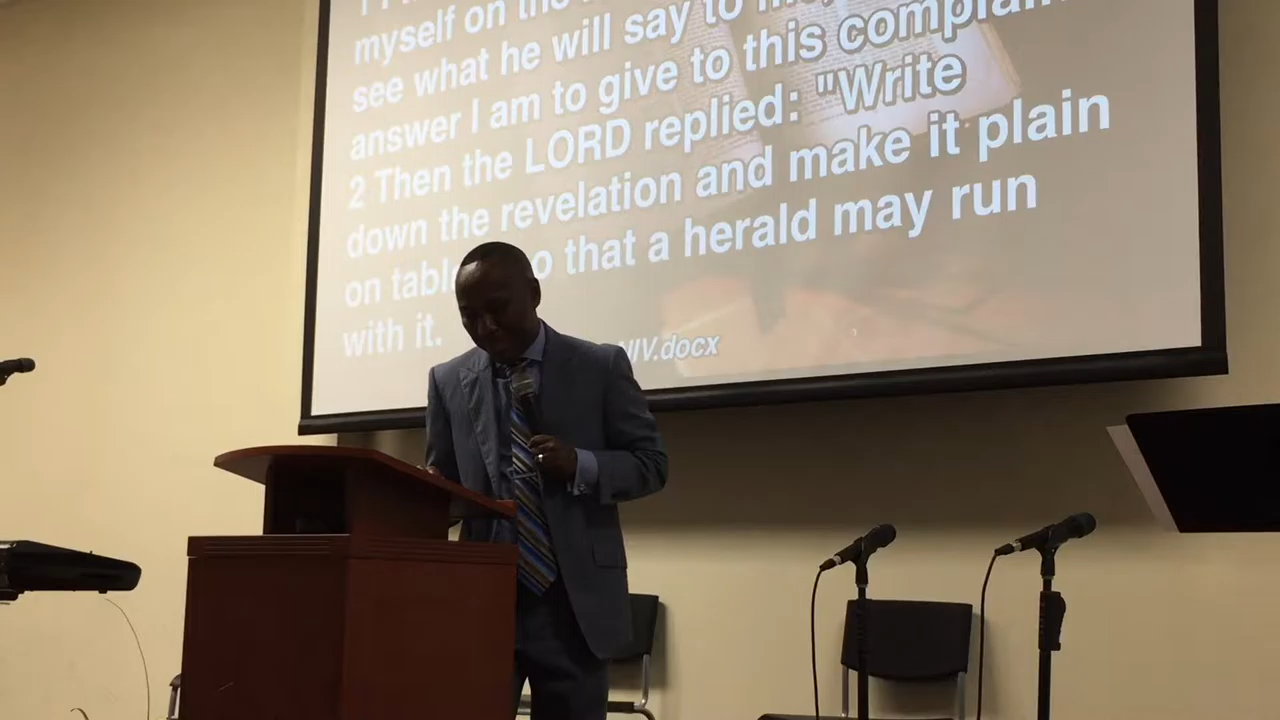 myself on the
see what he will say to me,
answer I am to give to this complain
2 Then the LORD replied: "Write
down the revelation and make it plain
on that a herald may run
with it.
NIV.docx